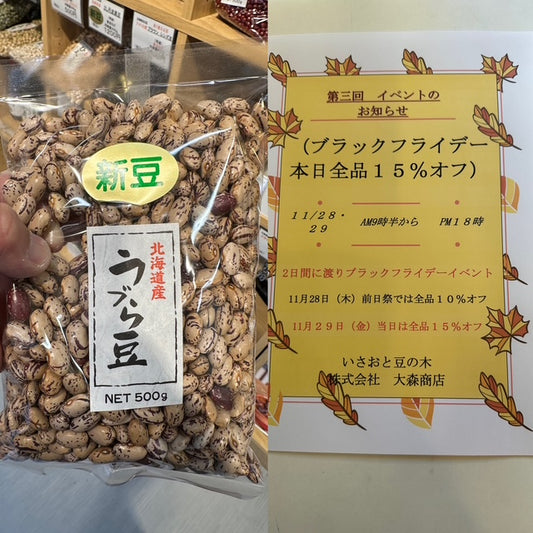 新豆
北海道産
うづら豆
NET 500g
第三回 イベントの
お知らせ
(ブラックフライデー
本日全品15%オフ)
11/28・
29
AM9時半から
PM18時
2日間に渡りブラックフライデーイベント
11月28日(木)前日祭では全品10%オフ
11月29日(金)当日は全品15%オフ
いさおと豆の木
株式会社 大森商店